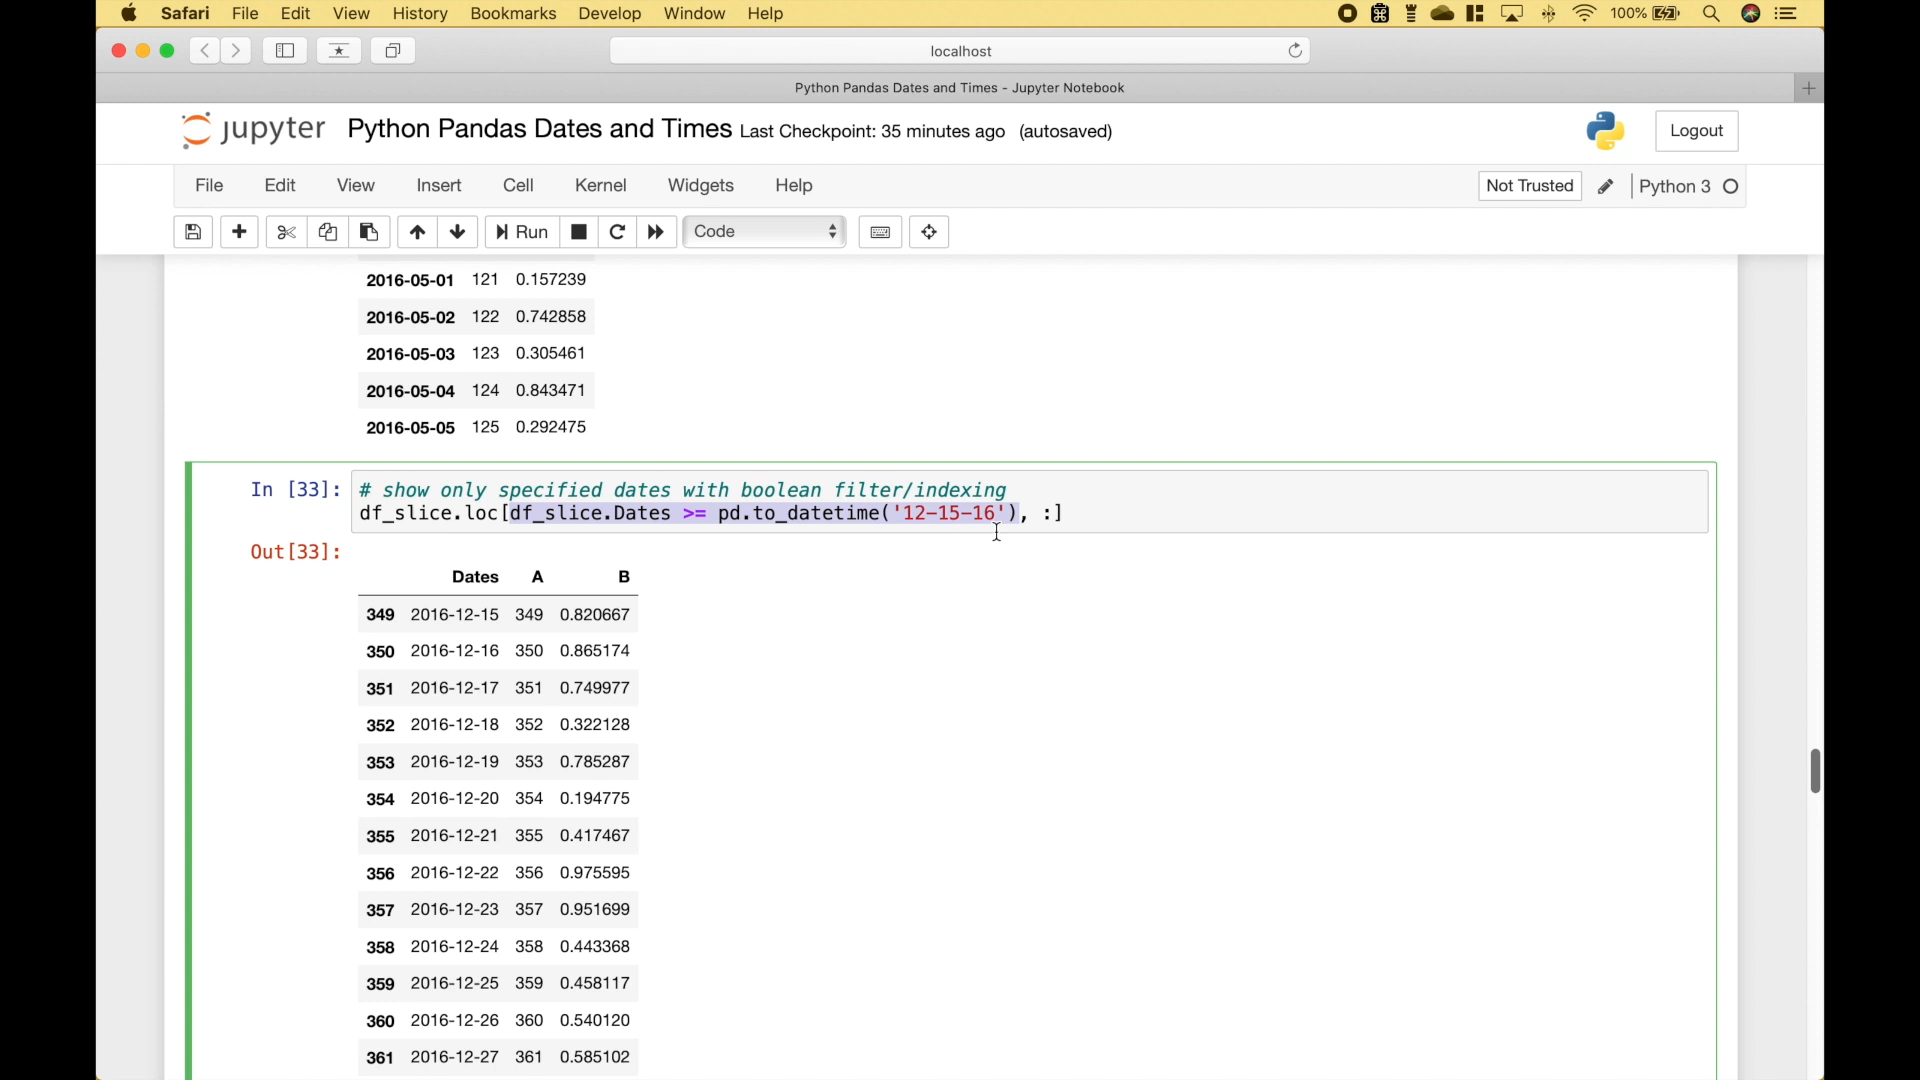 Safari File Edit View History Bookmarks Develop Window Help 100%
localhost
Python Pandas Dates and Times - Jupyter Notebook
jupyter Python Pandas Dates and Times Last Checkpoint: 35 minutes ago (autosaved) Logout
File Edit View Insert Cell Kernel Widgets Help Not Trusted Python 3
Run Code
2016-05-01 121 0.157239
2016-05-02 122 0.742858
2016-05-03 123 0.305461
2016-05-04 124 0.843471
2016-05-05 125 0.292475
In [33]: # show only specified dates with boolean filter/indexing
df_slice.loc[df_slice.Dates >= pd.to_datetime('12-15-16'), :]
Out[33]:
Dates A B
349 2016-12-15 349 0.820667
350 2016-12-16 350 0.865174
351 2016-12-17 351 0.749977
352 2016-12-18 352 0.322128
353 2016-12-19 353 0.785287
354 2016-12-20 354 0.194775
355 2016-12-21 355 0.417467
356 2016-12-22 356 0.975595
357 2016-12-23 357 0.951699
358 2016-12-24 358 0.443368
359 2016-12-25 359 0.458117
360 2016-12-26 360 0.540120
361 2016-12-27 361 0.585102